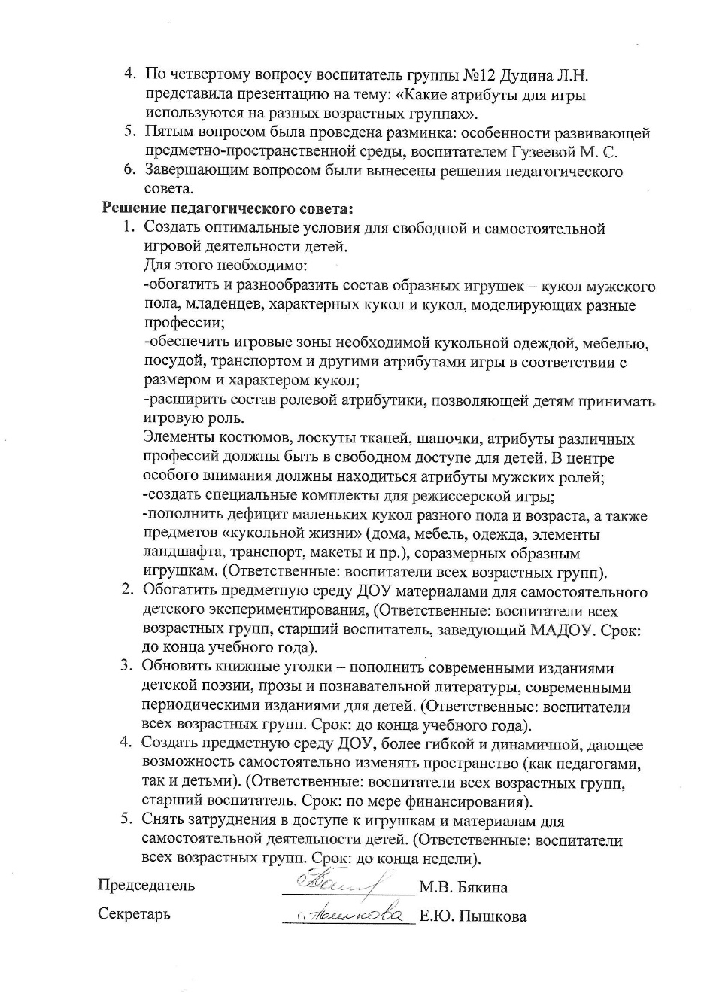 4. По четвертому вопросу воспитатель группы №12 Дудина Л.Н.
представила презентацию на тему: «Какие атрибуты для игры
используются на разных возрастных группах».
5. Пятым вопросом была проведена разминка: особенности развивающей
предметно-пространственной среды, воспитателем Гузеевой М. С.
6. Завершающим вопросом были вынесены решения педагогического
совета.
Решение педагогического совета:
1. Создать оптимальные условия для свободной и самостоятельной
игровой деятельности детей.
Для этого необходимо:
-обогатить и разнообразить состав образных игрушек – кукол мужского
пола, младенцев, характерных кукол и кукол, моделирующих разные
профессии;
-обеспечить игровые зоны необходимой кукольной одеждой, мебелью,
посудой, транспортом и другими атрибутами игры в соответствии с
размером и характером кукол;
-расширить состав ролевой атрибутики, позволяющей детям принимать
игровую роль.
Элементы костюмов, лоскуты тканей, шапочки, атрибуты различных
профессий должны быть в свободном доступе для детей. В центре
особого внимания должны находиться атрибуты мужских ролей;
-создать специальные комплекты для режиссерской игры;
-пополнить дефицит маленьких кукол разного пола и возраста, а также
предметов «кукольной жизни» (дома, мебель, одежда, элементы
ландшафта, транспорт, макеты и пр.), соразмерных образным
игрушкам. (Ответственные: воспитатели всех возрастных групп).
2. Обогатить предметную среду ДОУ материалами для самостоятельного
детского экспериментирования, (Ответственные: воспитатели всех
возрастных групп, старший воспитатель, заведующий МАДОУ. Срок:
до конца учебного года).
3. Обновить книжные уголки – пополнить современными изданиями
детской поэзии, прозы и познавательной литературы, современными
периодическими изданиями для детей. (Ответственные: воспитатели
всех возрастных групп. Срок: до конца учебного года).
4. Создать предметную среду ДОУ, более гибкой и динамичной, дающее
возможность самостоятельно изменять пространство (как педагогами,
так и детьми). (Ответственные: воспитатели всех возрастных групп,
старший воспитатель. Срок: по мере финансирования).
5. Снять затруднения в доступе к игрушкам и материалам для
самостоятельной деятельности детей. (Ответственные: воспитатели
всех возрастных групп. Срок: до конца недели).
Председатель М.В. Бякина
Секретарь Е.Ю. Пышкова